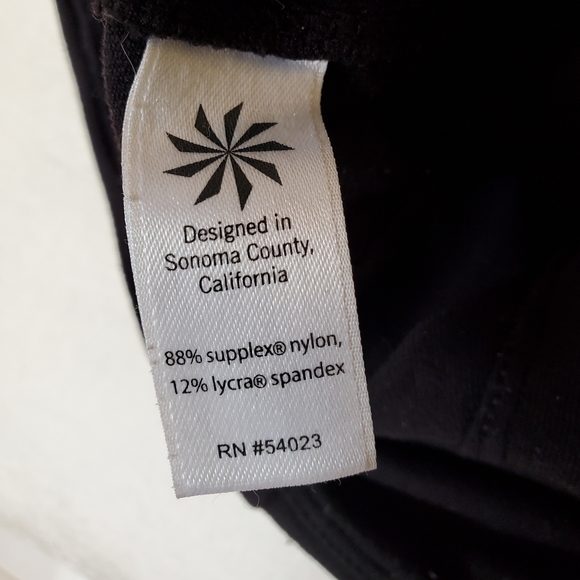 Designed in
Sonoma County,
California
88% supplex® nylon,
12% lycra® spandex
RN #54023